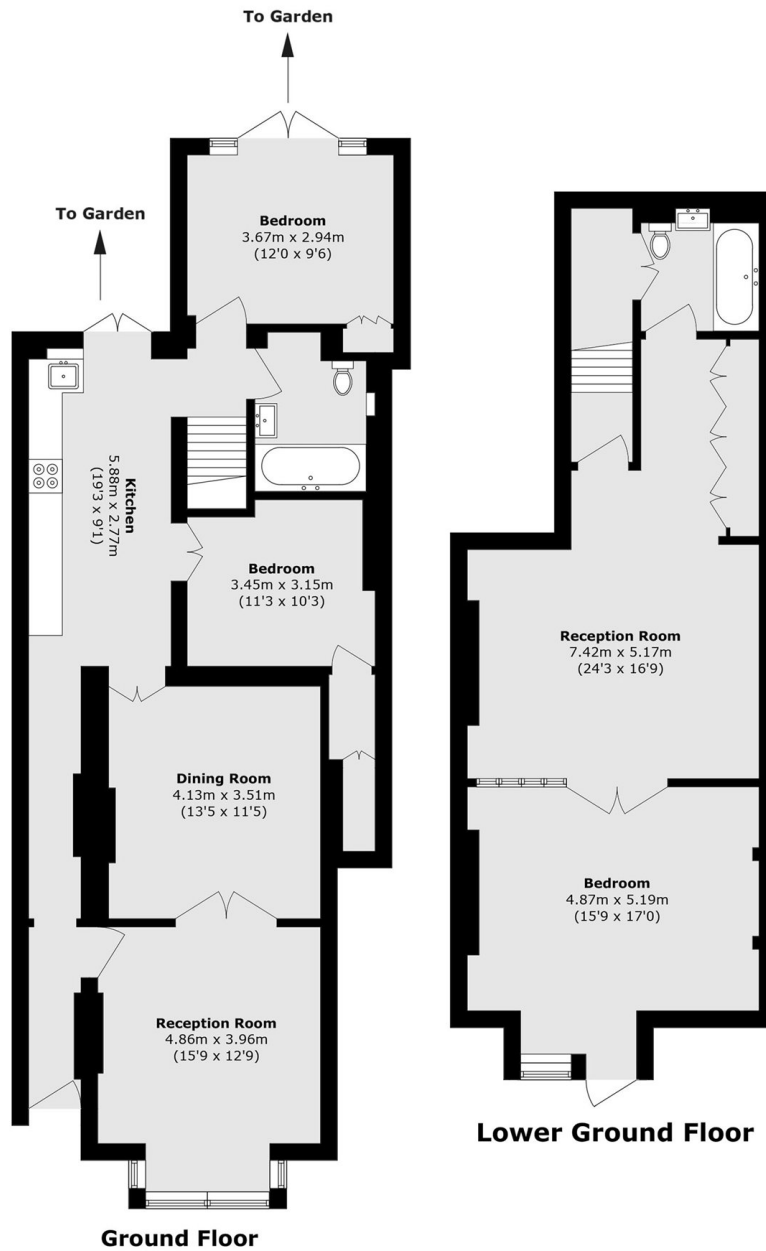 To Garden
To Garden
Bedroom
3.67m x 2.94m
(12'0 x 9'6)
Kitchen
5.88m x 2.77m
(19'3 x 9'1)
Bedroom
3.45m x 3.15m
(11'3 x 10'3)
Dining Room
4.13m x 3.51m
(13'5 x 11'5)
Reception Room
4.86m x 3.96m
(15'9 x 12'9)
Ground Floor
Reception Room
7.42m x 5.17m
(24'3 x 16'9)
Bedroom
4.87m x 5.19m
(15'9 x 17'0)
Lower Ground Floor